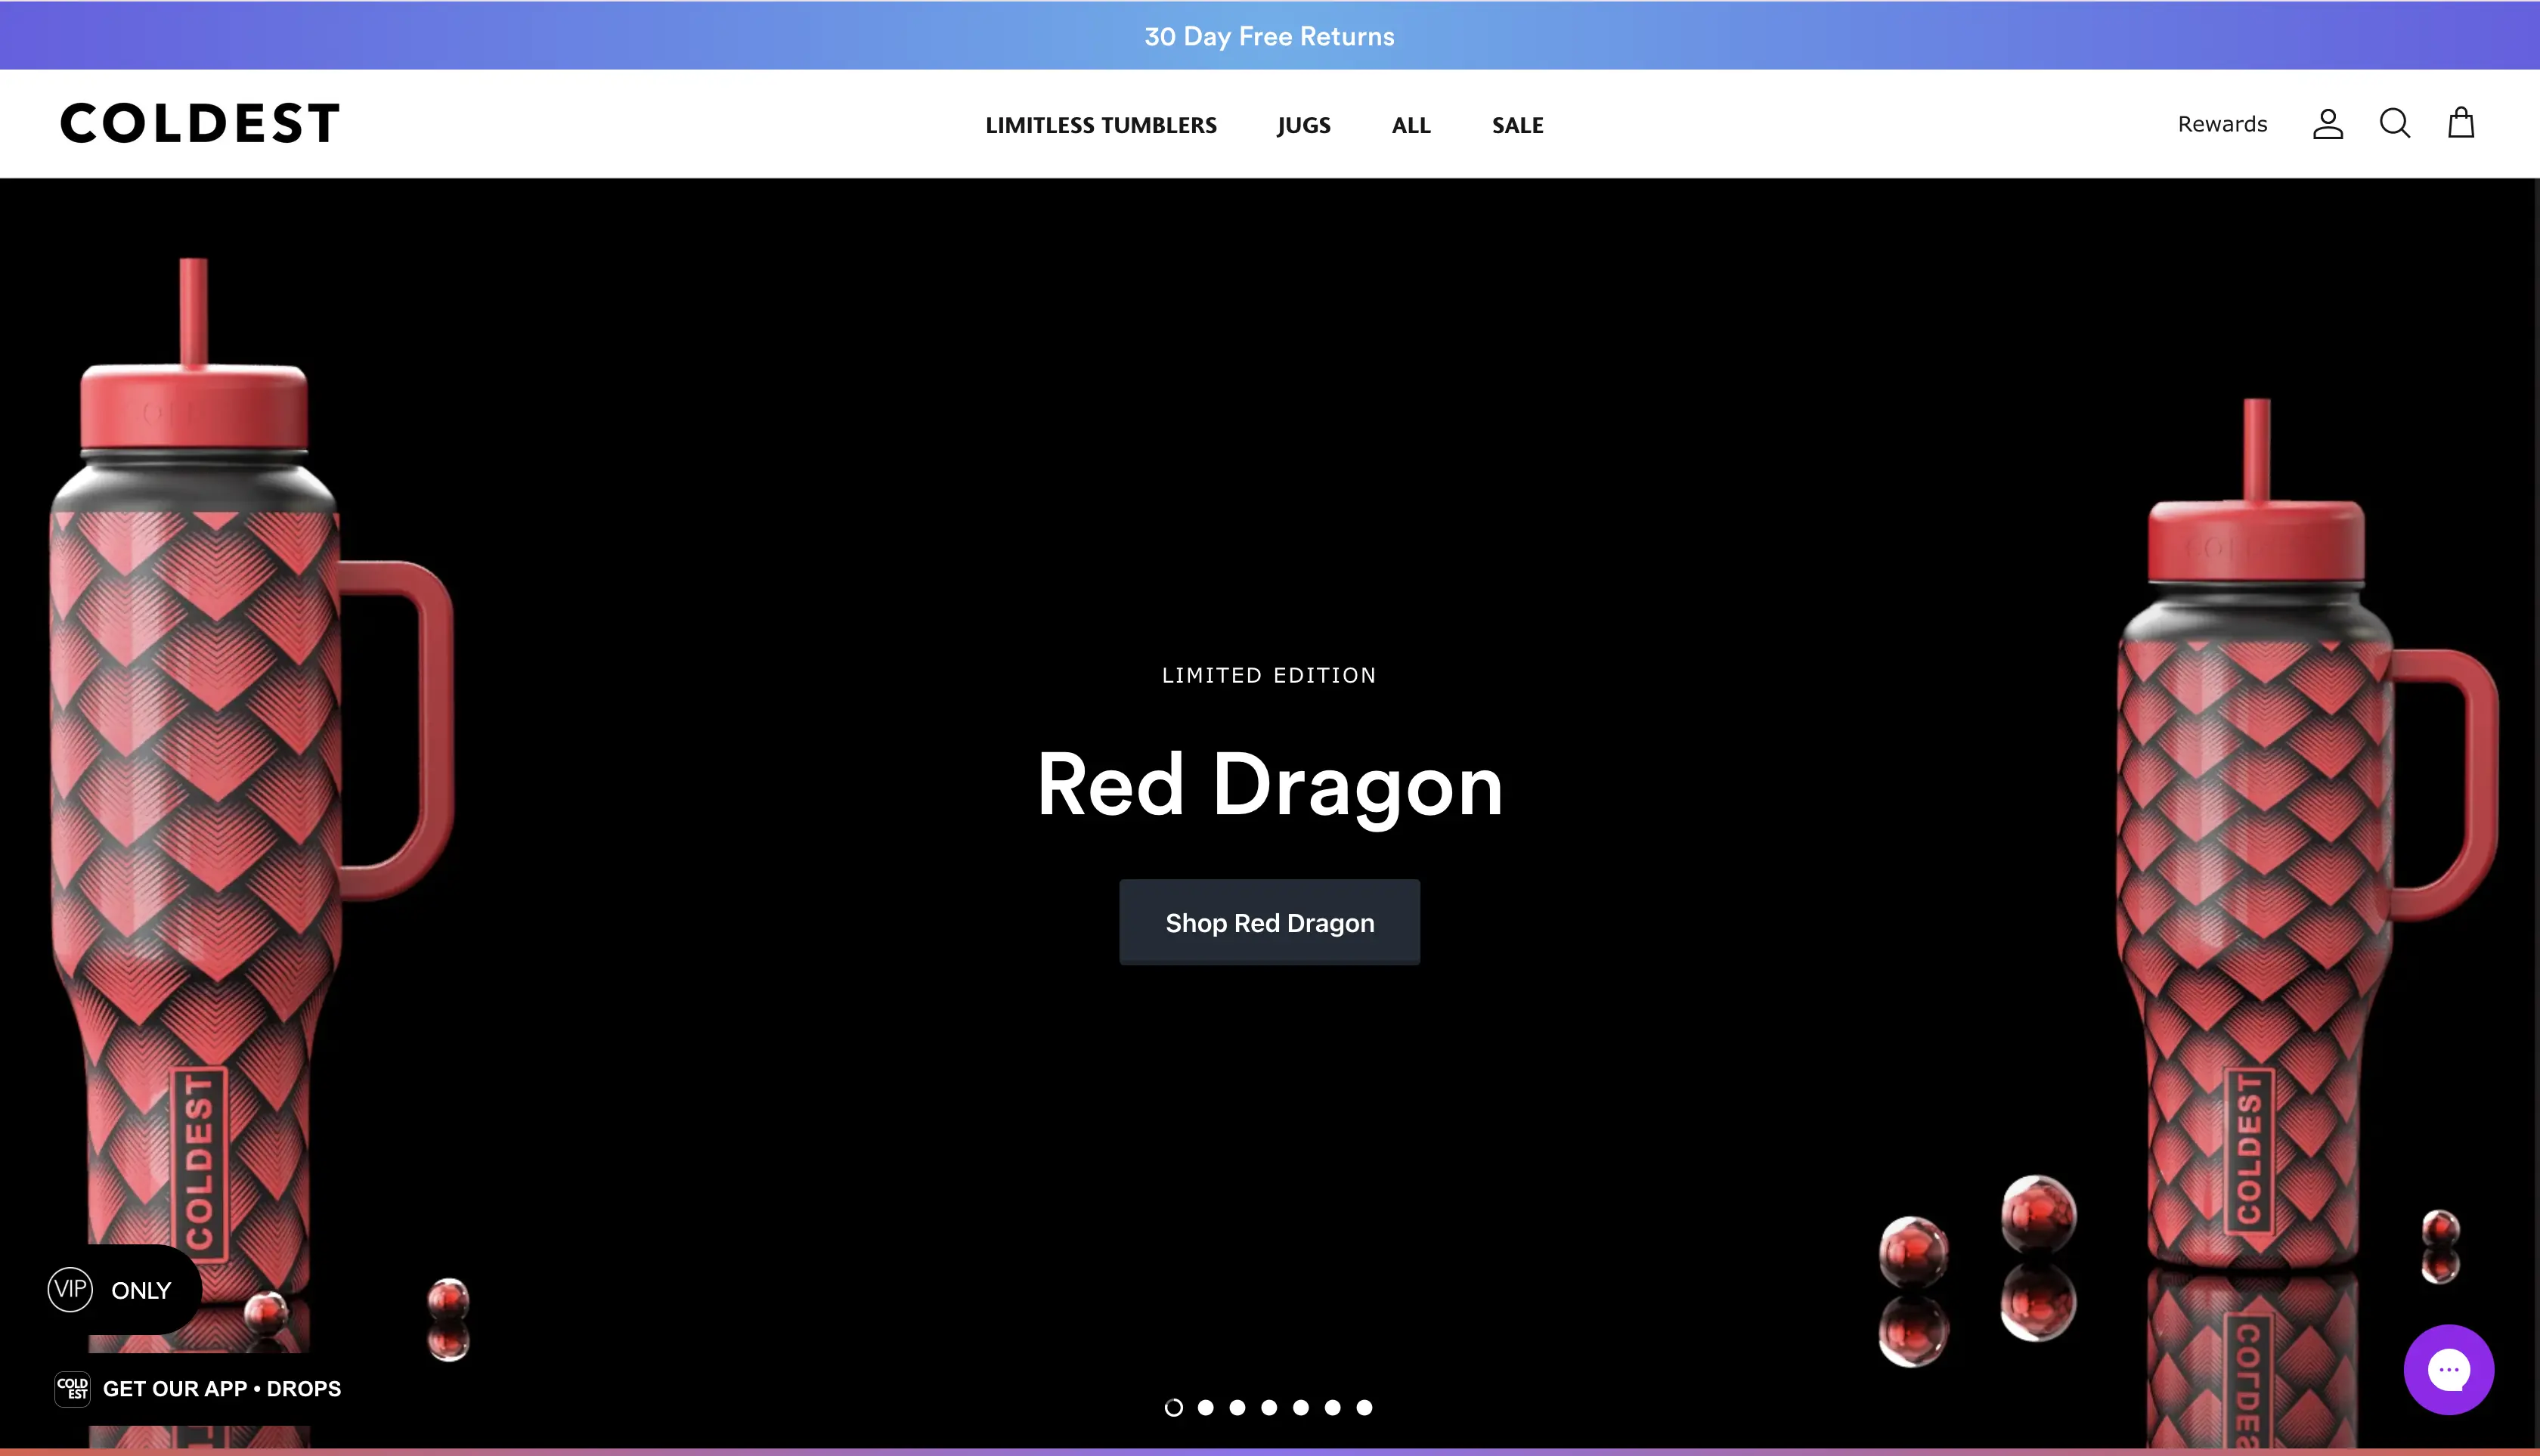 30 Day Free Returns
COLDEST
LIMITLESS TUMBLERS
JUGS
ALL
SALE
Rewards
LIMITED EDITION
Red Dragon
Shop Red Dragon
COLDEST
COLDEST
VIP ONLY
COLD
EST
GET OUR APP • DROPS